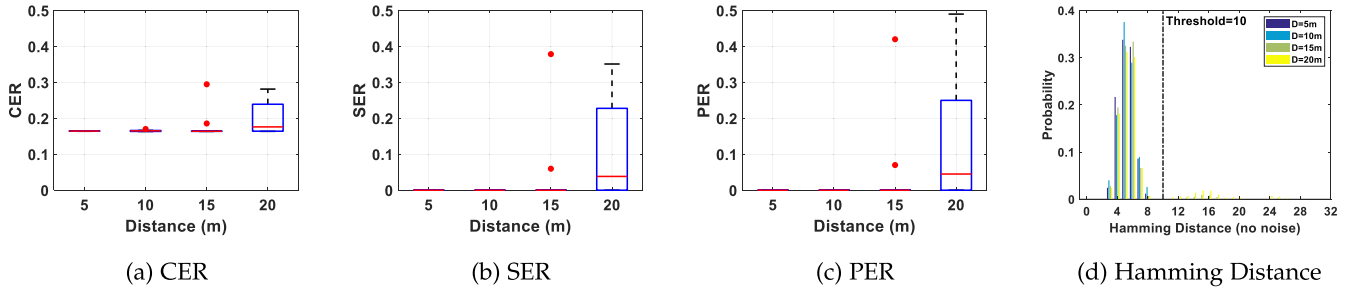 0.5
0.4
0.3
0.2
0.1
0
CER
5 10 15 20
Distance (m)
(a) CER
0.5
0.4
0.3
0.2
0.1
0
SER
5 10 15 20
Distance (m)
(b) SER
0.5
0.4
0.3
0.2
0.1
0
PER
5 10 15 20
Distance (m)
(c) PER
0.4
0.3
0.2
0.1
0
Probability
Threshold=10
D=5m
D=10m
D=15m
D=20m
0 4 8 12 16 20 24 28 32
Hamming Distance (no noise)
(d) Hamming Distance